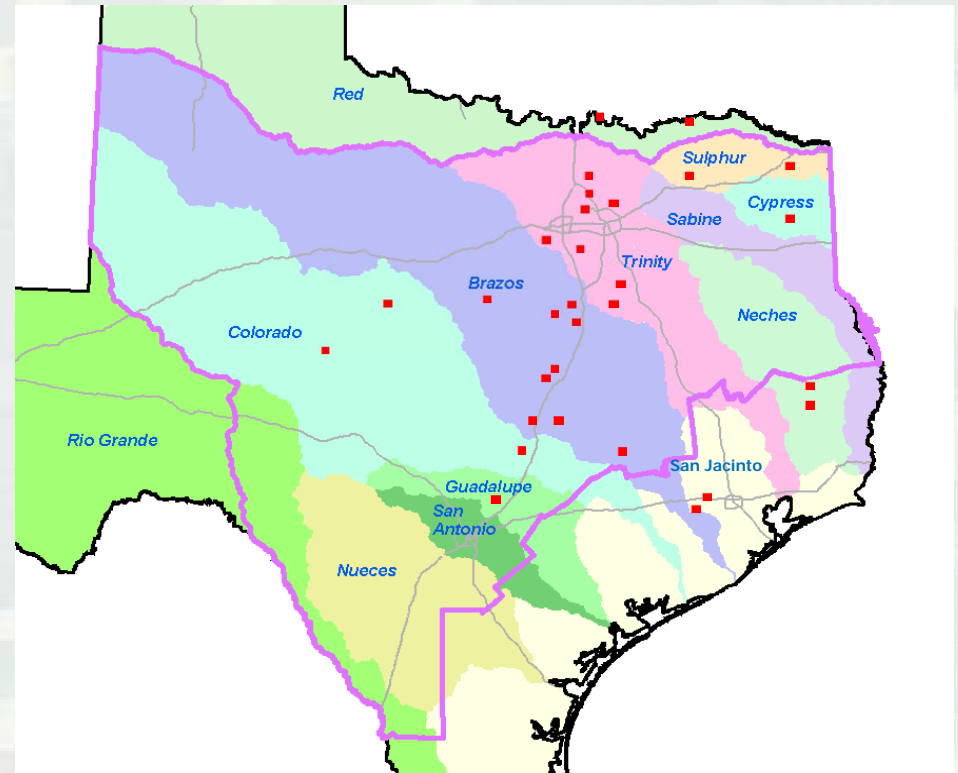 Red
Sulphur
Cypress
Sabine
Trinity
Brazos
Neches
Colorado
Rio Grande
San Jacinto
Guadalupe
San
Antonio
Nueces